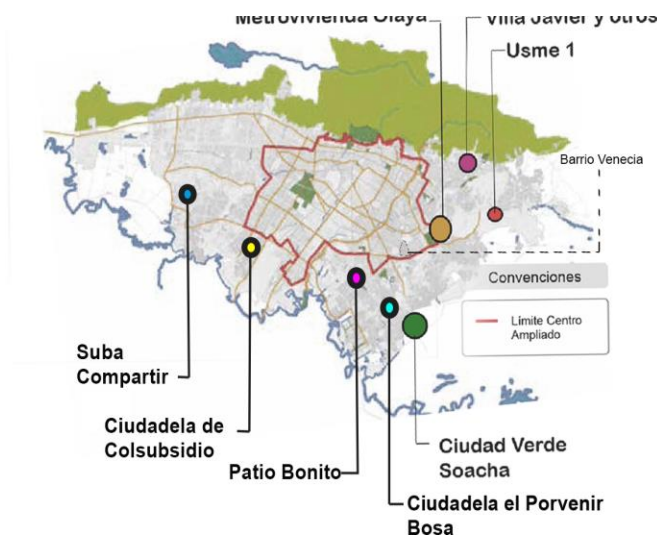 Metrovivienda Olaya
Villa Javier y otros
Usme 1
Barrio Venecia
Convenciones
Límite Centro
Ampliado
Suba
Compartir
Ciudadela de
Colsubsidio
Patio Bonito
Ciudad Verde
Soacha
Ciudadela el Porvenir
Bosa